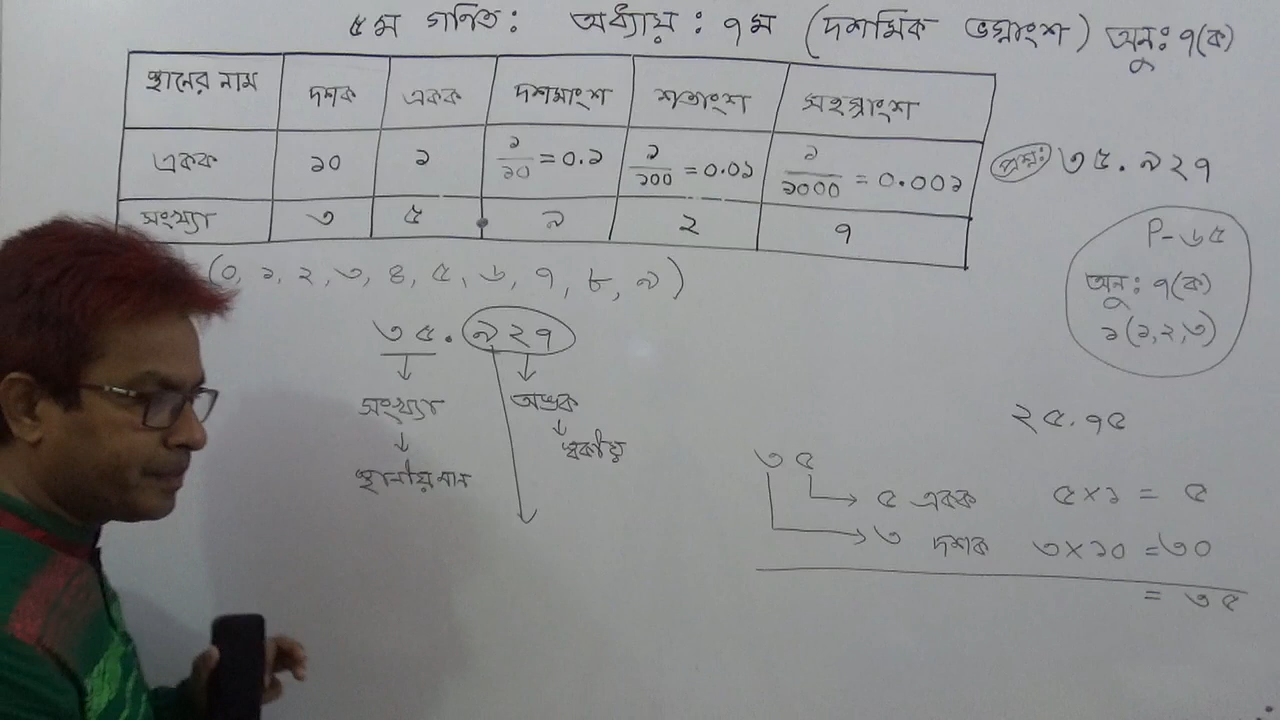 ৫ম গণিত: অধ্যায়: ৭ম (দশমিক ভগ্নাংশ) অনু: ৭(ক)
স্থানের নাম দশক একক দশমাংশ শতাংশ সহস্রাংশ
একক ১০ ১ ১/১০ = ০.১ ১/১০০ = ০.০১ ১/১০০০ = ০.০০১
সংখ্যা ৩ ৫ . ৯ ২ ৭
প্রশ্ন: ৩৫.৯২৭
P-৬৫
অনু: ৭(ক)
১(১,২,৩)
(০, ১, ২, ৩, ৪, ৫, ৬, ৭, ৮, ৯)
৩৫.৯২৭
সংখ্যা অঙ্ক
স্থানীয় মান স্বকীয়
২৫.৭৫
৩৫
৫ একক ৫×১ = ৫
৩ দশক ৩×১০ = ৩০
= ৩৫